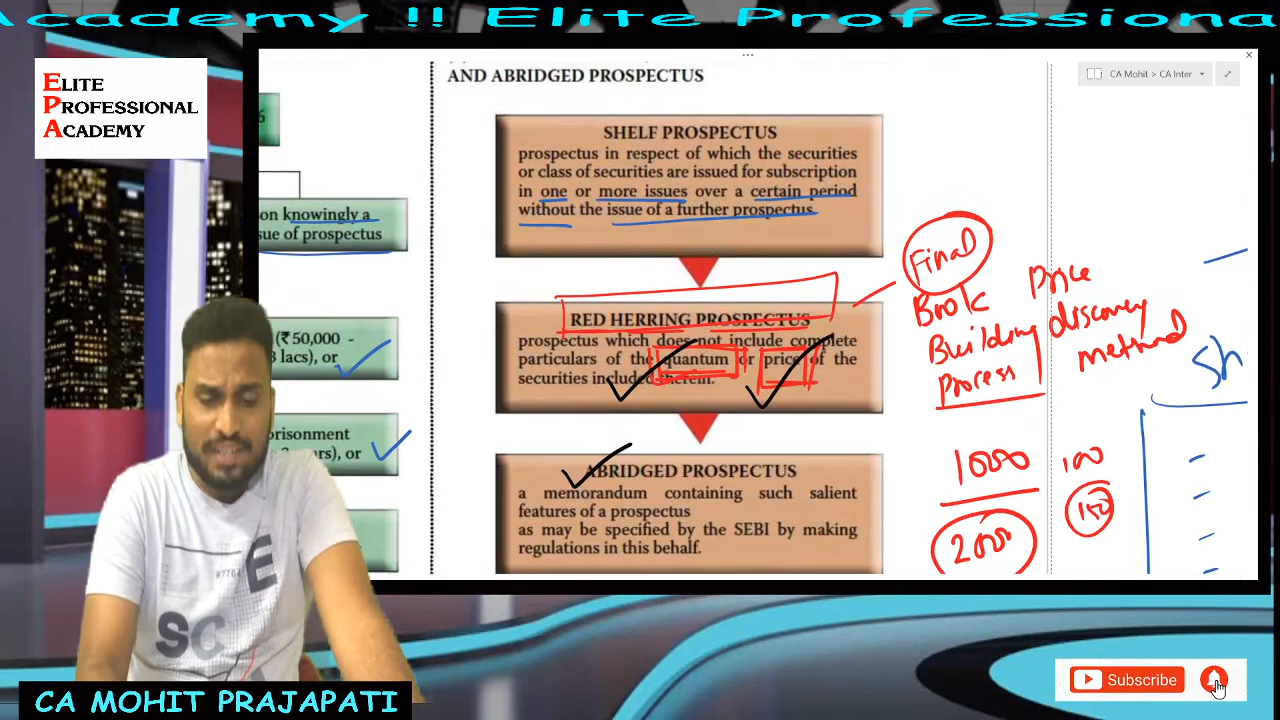 Academy !! Elite Professiona
ELITE
PROFESSIONAL
ACADEMY
CA Mohit > CA Inter
AND ABRIDGED PROSPECTUS
6
son knowingly a
sue of prospectus
(₹50,000 -
lacs), or
prisonment
or
SHELF PROSPECTUS
prospectus in respect of which the securities
or class of securities are issued for subscription
in one or more issues over a certain period
without the issue of a further prospectus
RED HERRING PROSPECTUS
prospectus which does not include complete
particulars of the quantum or price of the
securities included therein.
ABRIDGED PROSPECTUS
a memorandum containing such salient
features of a prospectus
as may be specified by the SEBI by making
regulations in this behalf.
Final
Book
Building
Process
Price
discovery
method
1000 100
2000 150
Sh
CA MOHIT PRAJAPATI
Subscribe